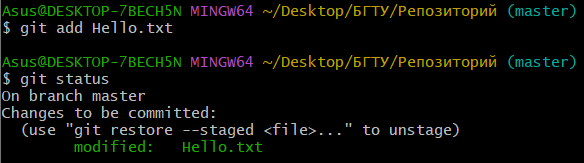 Asus@DESKTOP-7BECH5N MINGW64 ~/Desktop/БГТУ/Репозиторий (master)
$ git add Hello.txt
Asus@DESKTOP-7BECH5N MINGW64 ~/Desktop/БГТУ/Репозиторий (master)
$ git status
On branch master
Changes to be committed:
  (use "git restore --staged <file>..." to unstage)
        modified:   Hello.txt